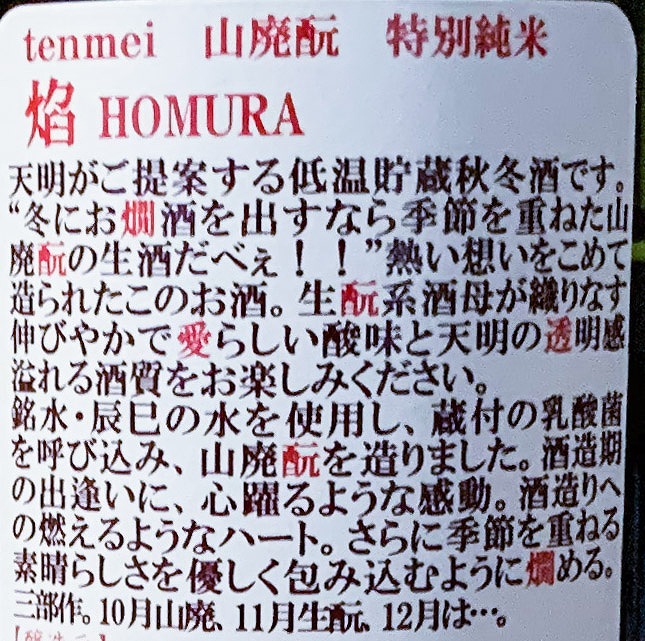 tenmei 山廃酛 特別純米
焰 HOMURA
天明がご提案する低温貯蔵秋冬酒です。
“冬にお燗酒を出すなら季節を重ねた山
廃酛の生酒だべぇ！！”熱い想いをこめて
造られたこのお酒。生酛系酒母が織りなす
伸びやかで愛らしい酸味と天明の透明感
溢れる酒質をお楽しみください。
銘水・辰巳の水を使用し、蔵付の乳酸菌
を呼び込み、山廃酛を造りました。酒造期
の出逢いに、心躍るような感動。酒造りへ
の燃えるようなハート。さらに季節を重ねる
素晴らしさを優しく包み込むように燗める。
三部作。10月山廃、11月生酛、12月は…。